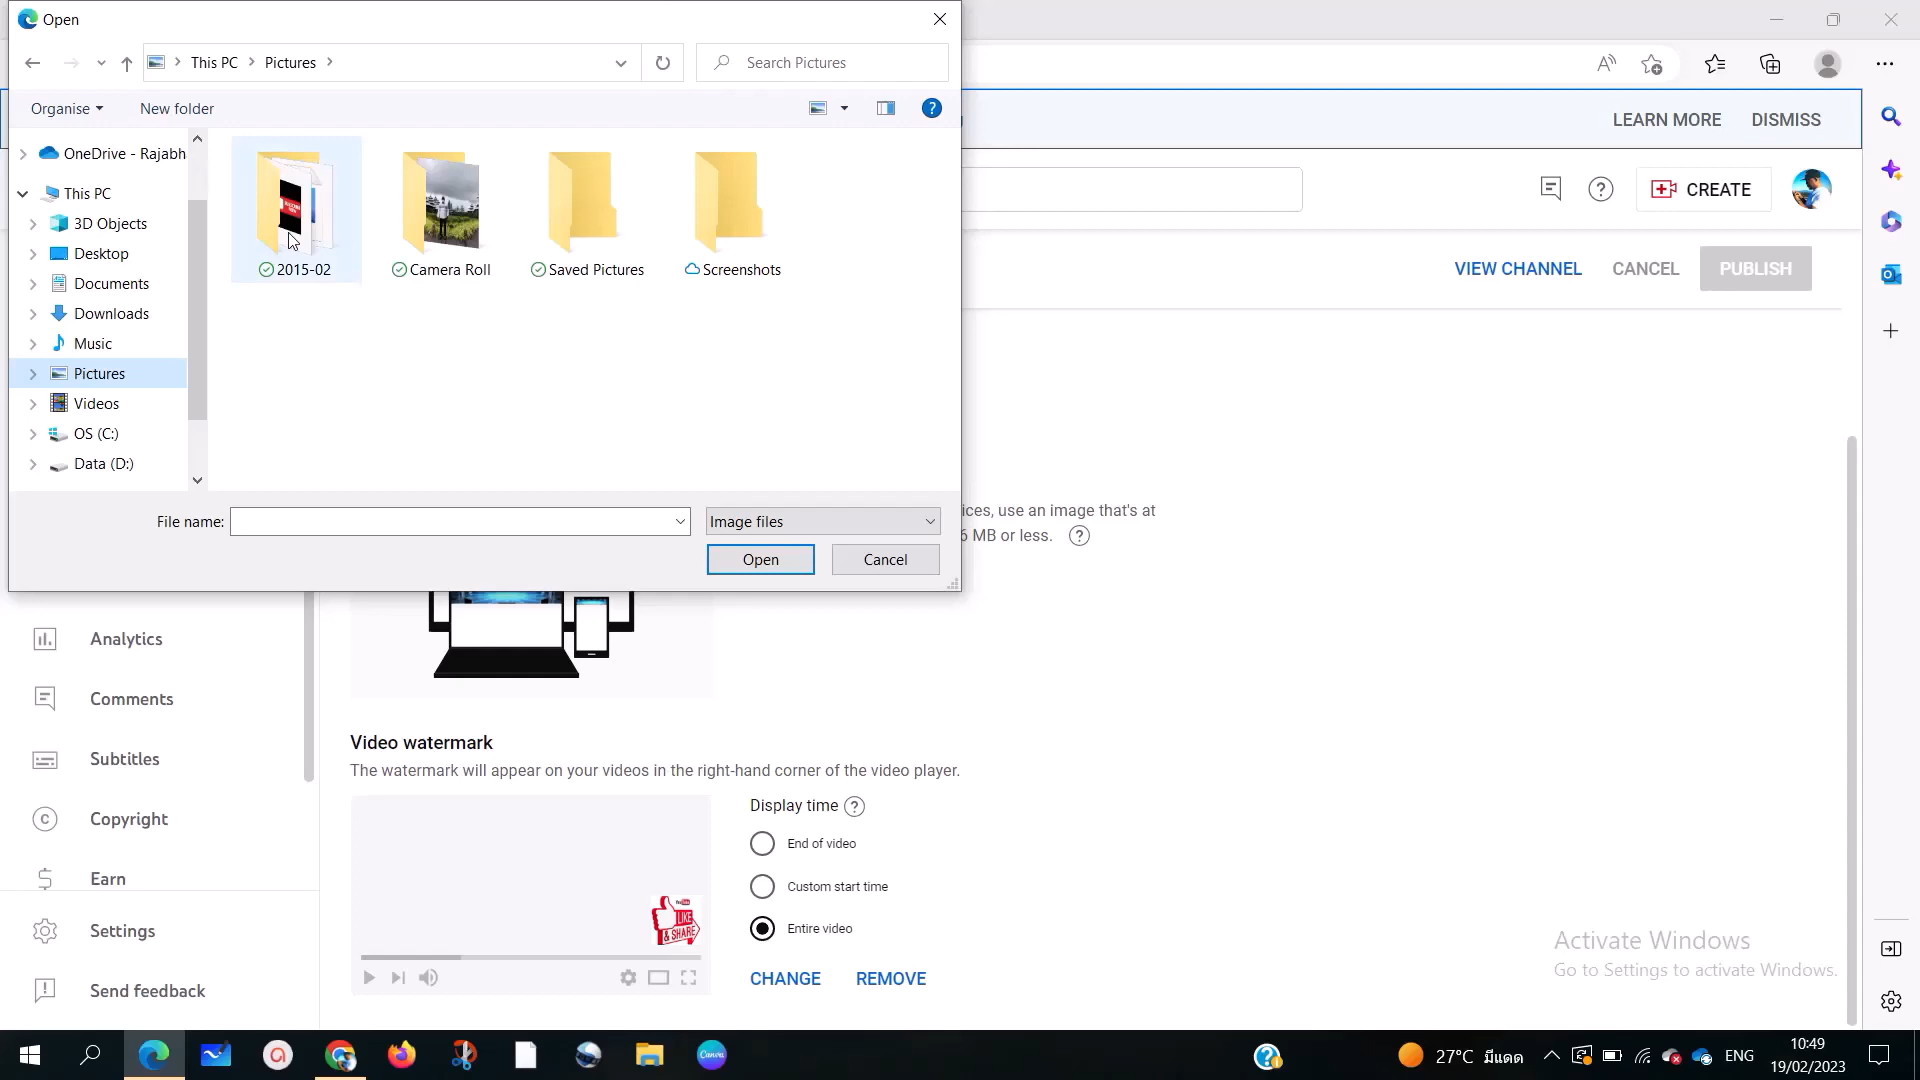 Open
This PC
Pictures
Search Pictures
Organise
New folder
OneDrive - Rajabh
This PC
3D Objects
Desktop
Documents
Downloads
Music
Pictures
Videos
OS (C:)
Data (D:)
2015-02
Camera Roll
Saved Pictures
Screenshots
File name:
Image files
Open
Cancel
LEARN MORE
DISMISS
CREATE
VIEW CHANNEL
CANCEL
PUBLISH
ices, use an image that's at
6 MB or less.
Analytics
Comments
Subtitles
Copyright
Earn
Settings
Send feedback
Video watermark
The watermark will appear on your videos in the right-hand corner of the video player.
Display time
End of video
Custom start time
Entire video
CHANGE
REMOVE
YouTube
LIKE
& SHARE
Activate Windows
Go to Settings to activate Windows.
Canva
27°C มีแดด
ENG
10:49
19/02/2023